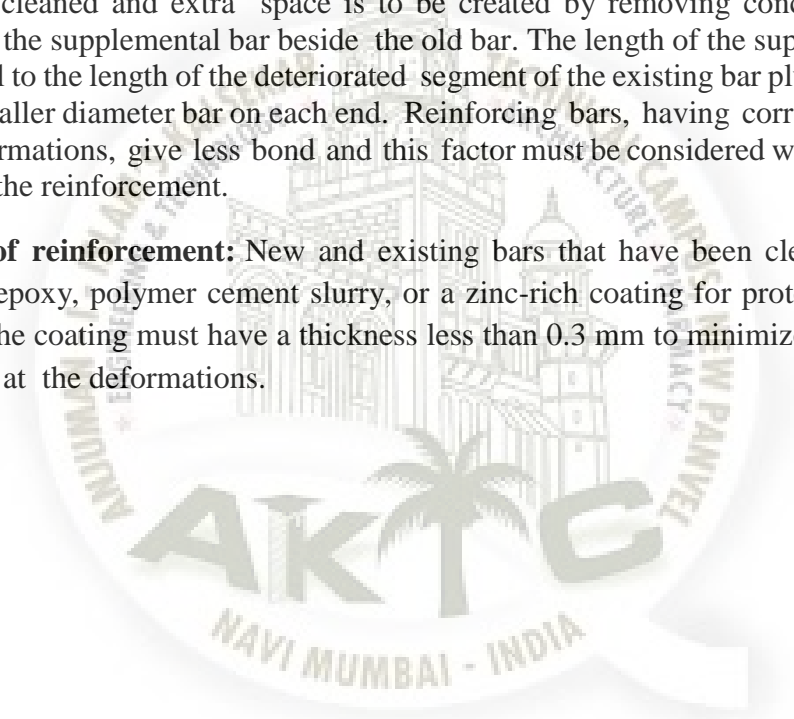 cleaned and extra space is to be created by removing conc
the supplemental bar beside the old bar. The length of the sup
l to the length of the deteriorated segment of the existing bar pl
aller diameter bar on each end. Reinforcing bars, having corr
rmations, give less bond and this factor must be considered w
the reinforcement.
of reinforcement: New and existing bars that have been cle
epoxy, polymer cement slurry, or a zinc-rich coating for prot
he coating must have a thickness less than 0.3 mm to minimize
at the deformations.
AKTC
NAVI MUMBAI - INDIA